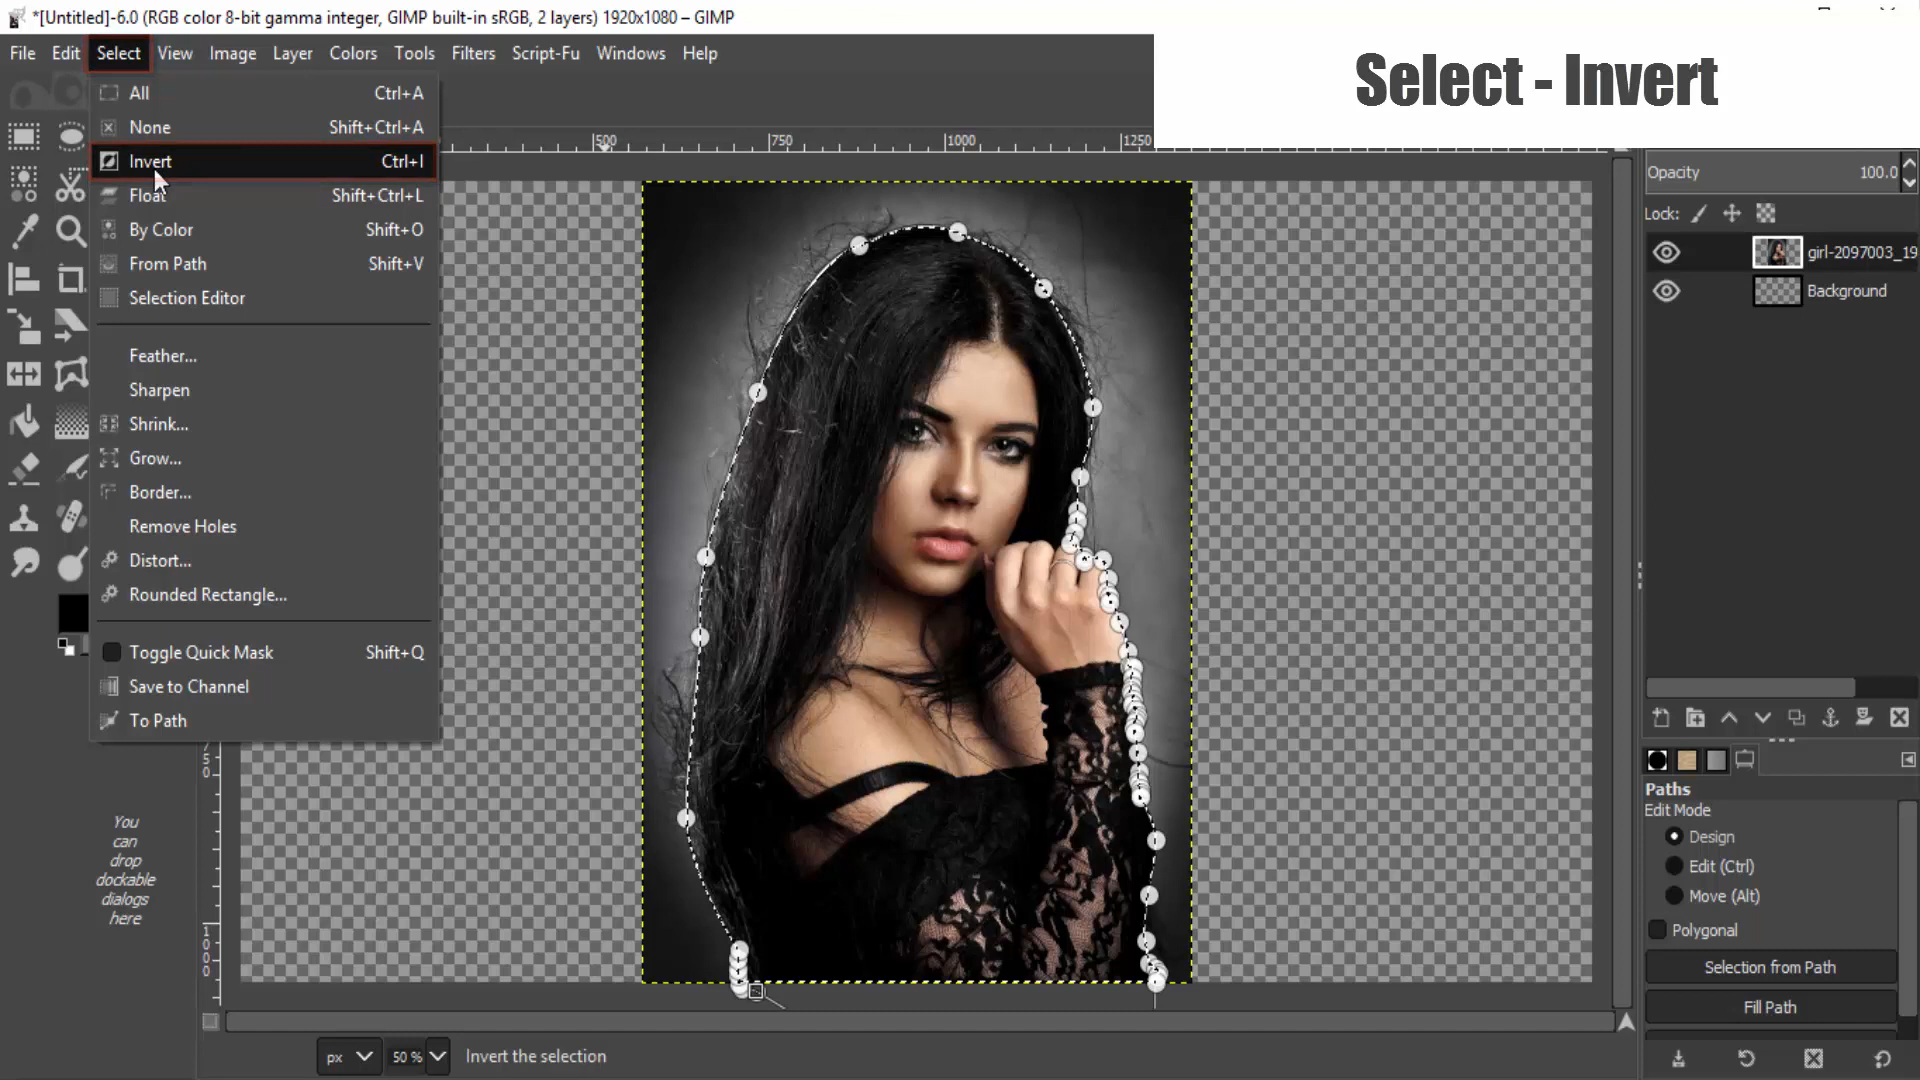 *[Untitled]-6.0 (RGB color 8-bit gamma integer, GIMP built-in sRGB, 2 layers) 1920x1080 – GIMP
File Edit Select View Image Layer Colors Tools Filters Script-Fu Windows Help
Select - Invert
All Ctrl+A
None Shift+Ctrl+A
Invert Ctrl+I
Float Shift+Ctrl+L
By Color Shift+O
From Path Shift+V
Selection Editor
Feather...
Sharpen
Shrink...
Grow...
Border...
Remove Holes
Distort...
Rounded Rectangle...
Toggle Quick Mask Shift+Q
Save to Channel
To Path
500 750 1000 1250
Opacity 100.0
Lock:
girl-2097003_19
Background
You
can
drop
dockable
dialogs
here
50
1000
Paths
Edit Mode
Design
Edit (Ctrl)
Move (Alt)
Polygonal
Selection from Path
Fill Path
px 50 % Invert the selection